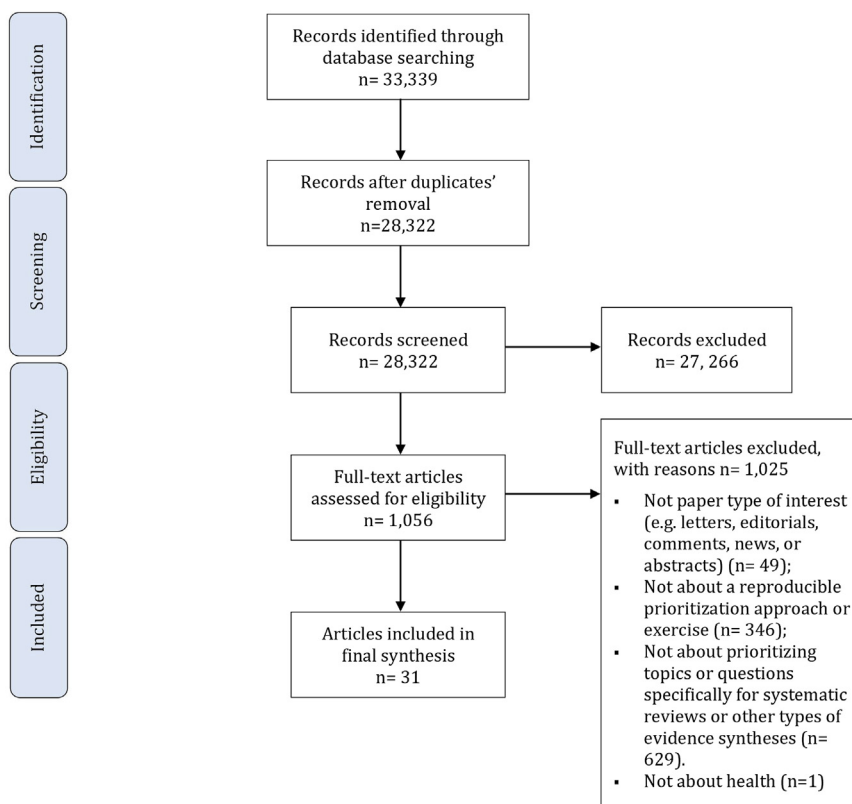 Identification
Records identified through
database searching
n= 33,339
Records after duplicates’
removal
n=28,322
Screening
Records screened
n= 28,322
Records excluded
n= 27, 266
Eligibility
Full-text articles
assessed for eligibility
n= 1,056
Full-text articles excluded,
with reasons n= 1,025
▪ Not paper type of interest
(e.g. letters, editorials,
comments, news, or
abstracts) (n= 49);
▪ Not about a reproducible
prioritization approach or
exercise (n= 346);
▪ Not about prioritizing
topics or questions
specifically for systematic
reviews or other types of
evidence syntheses (n=
629).
▪ Not about health (n=1)
Included
Articles included in
final synthesis
n= 31